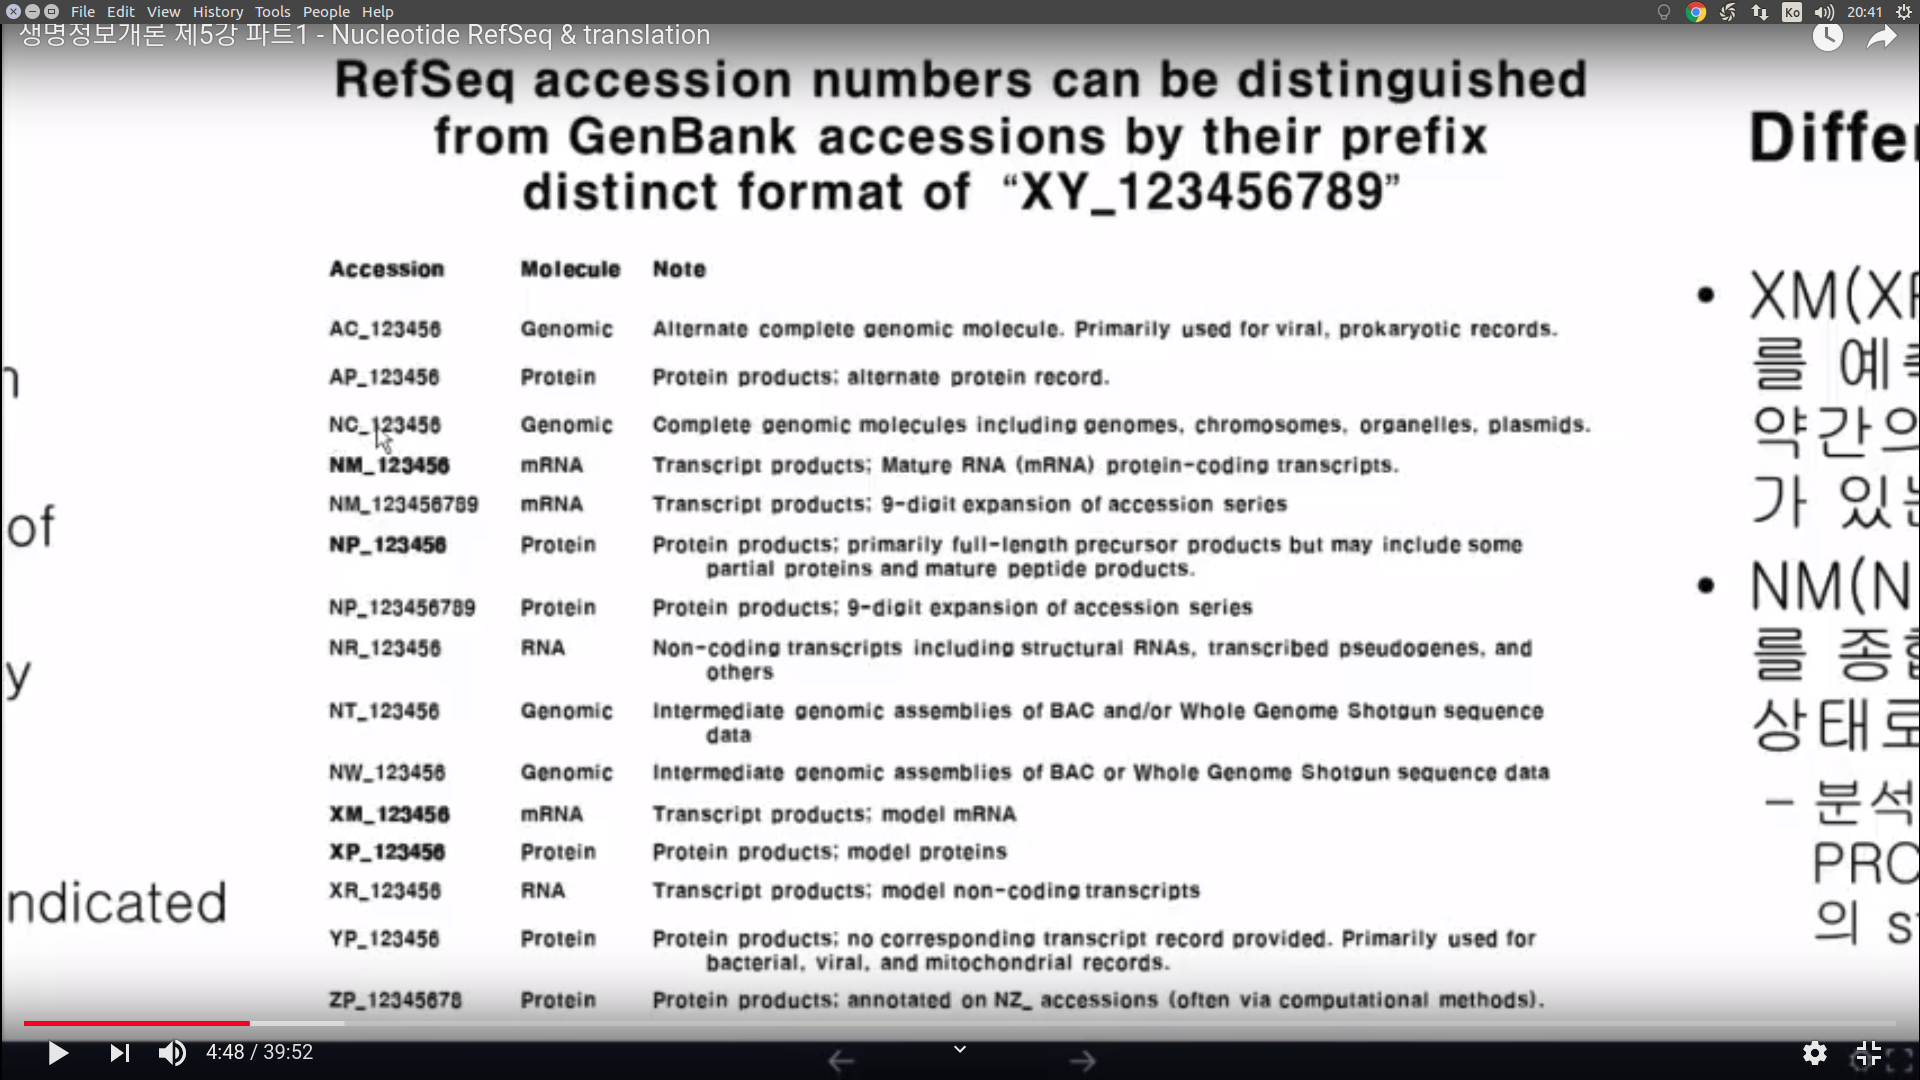 File Edit View History Tools People Help
Ko
20:41
생명정보개론 제5강 파트1 - Nucleotide RefSeq & translation
RefSeq accession numbers can be distinguished
from GenBank accessions by their prefix
distinct format of “XY_123456789”
Accession Molecule Note
AC_123456 Genomic Alternate complete genomic molecule. Primarily used for viral, prokaryotic records.
AP_123456 Protein Protein products; alternate protein record.
NC_123456 Genomic Complete genomic molecules including genomes, chromosomes, organelles, plasmids.
NM_123456 mRNA Transcript products; Mature RNA (mRNA) protein-coding transcripts.
NM_123456789 mRNA Transcript products; 9-digit expansion of accession series
NP_123456 Protein Protein products; primarily full-length precursor products but may include some
partial proteins and mature peptide products.
NP_123456789 Protein Protein products; 9-digit expansion of accession series
NR_123456 RNA Non-coding transcripts including structural RNAs, transcribed pseudogenes, and
others
NT_123456 Genomic Intermediate genomic assemblies of BAC and/or Whole Genome Shotgun sequence
data
NW_123456 Genomic Intermediate genomic assemblies of BAC or Whole Genome Shotgun sequence data
XM_123456 mRNA Transcript products; model mRNA
XP_123456 Protein Protein products; model proteins
XR_123456 RNA Transcript products; model non-coding transcripts
YP_123456 Protein Protein products; no corresponding transcript record provided. Primarily used for
bacterial, viral, and mitochondrial records.
ZP_12345678 Protein Protein products; annotated on NZ_ accessions (often via computational methods).
of
y
ndicated
Diffe
• XM(X
를 예
약간의
가 있
• NM(N
를 종
상태로
- 분석
PRO
의 s
4:48 / 39:52